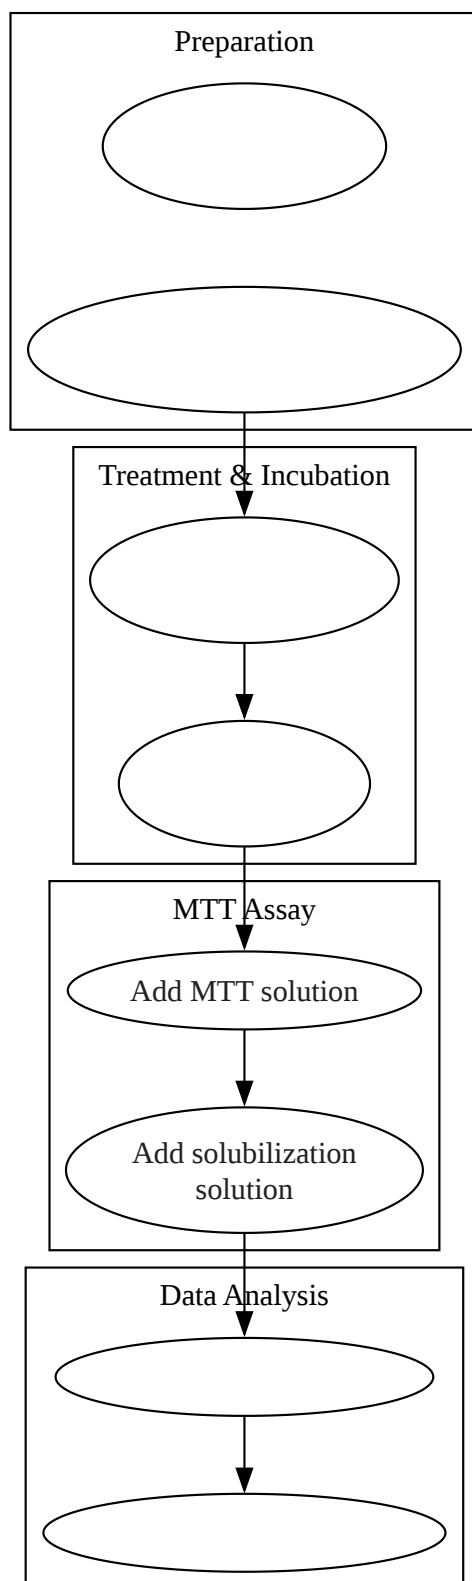 Preparation
Treatment & Incubation
MTT Assay
Add MTT solution
Add solubilization
solution
Data Analysis